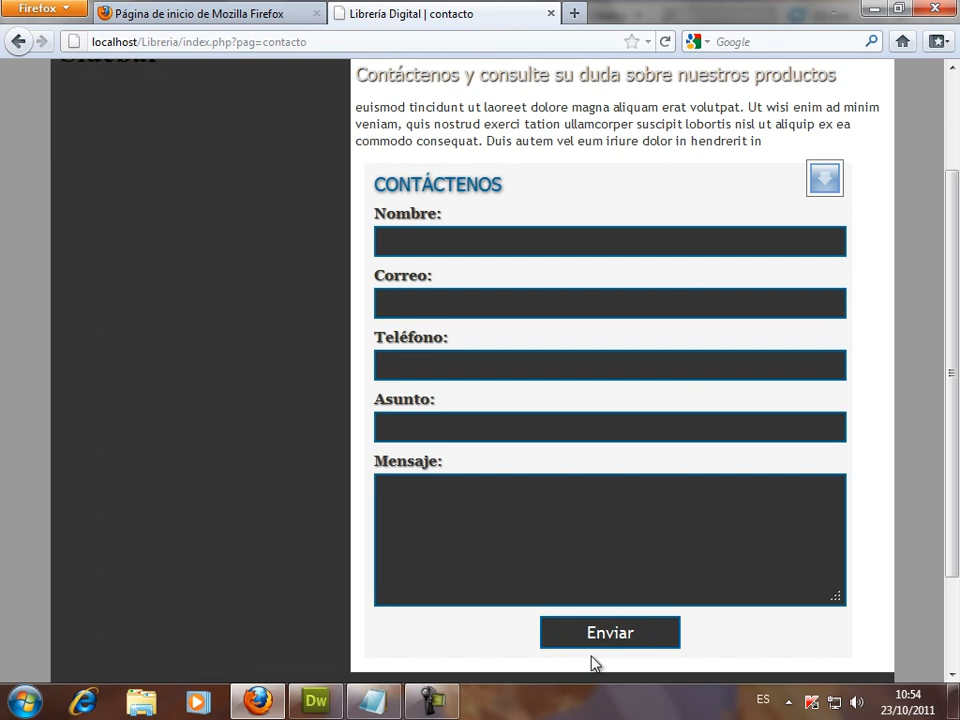 Firefox
Página de inicio de Mozilla Firefox
Librería Digital | contacto
localhost/Libreria/index.php?pag=contacto
Google
Contáctenos y consulte su duda sobre nuestros productos
euismod tincidunt ut laoreet dolore magna aliquam erat volutpat. Ut wisi enim ad minim
veniam, quis nostrud exerci tation ullamcorper suscipit lobortis nisl ut aliquip ex ea
commodo consequat. Duis autem vel eum iriure dolor in hendrerit in
CONTÁCTENOS
Nombre:
Correo:
Teléfono:
Asunto:
Mensaje:
Enviar
Dw
ES
10:54
23/10/2011